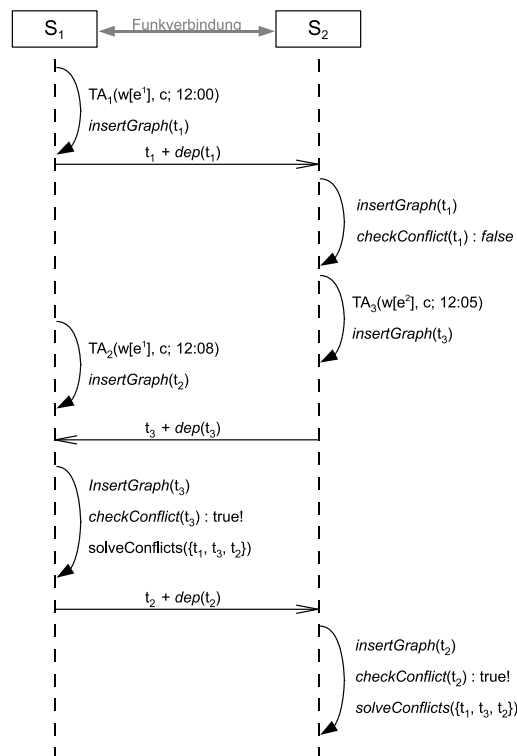 S₁ Funkverbindung S₂
TA₁(w[e¹], c; 12:00)
insertGraph(t₁)
t₁ + dep(t₁)
insertGraph(t₁)
checkConflict(t₁) : false
TA₃(w[e²], c; 12:05)
insertGraph(t₃)
TA₂(w[e¹], c; 12:08)
insertGraph(t₂)
t₃ + dep(t₃)
InsertGraph(t₃)
checkConflict(t₃) : true!
solveConflicts({t₁, t₃, t₂})
t₂ + dep(t₂)
insertGraph(t₂)
checkConflict(t₂) : true!
solveConflicts({t₁, t₃, t₂})